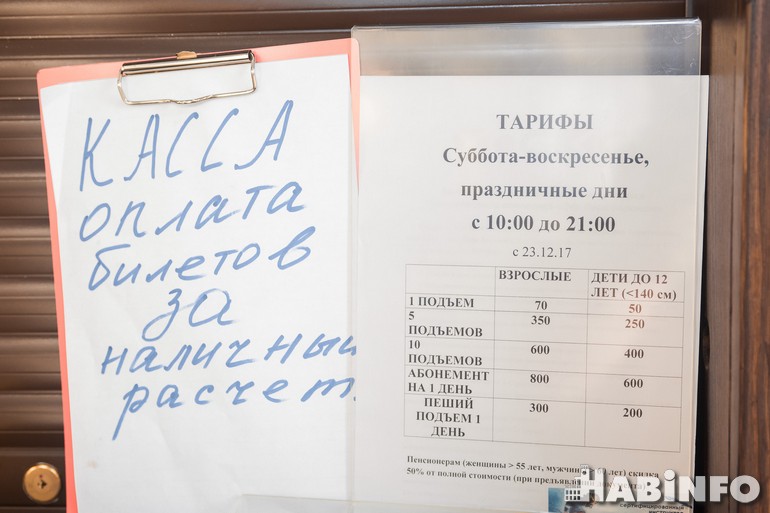 КАССА
оплата
билетов
за
наличный
расчет
ТАРИФЫ
Суббота-воскресенье,
праздничные дни
с 10:00 до 21:00
с 23.12.17
ВЗРОСЛЫЕ ДЕТИ ДО 12
ЛЕТ (<140 см)
1 ПОДЪЕМ 70 50
5
ПОДЪЕМОВ 350 250
10
ПОДЪЕМОВ 600 400
АБОНЕМЕНТ
НА 1 ДЕНЬ 800 600
ПЕШИЙ
ПОДЪЕМ 1
ДЕНЬ 300 200
Пенсионерам (женщины > 55 лет, лет) скидка
50% от полной стоимости (при
HABINFO